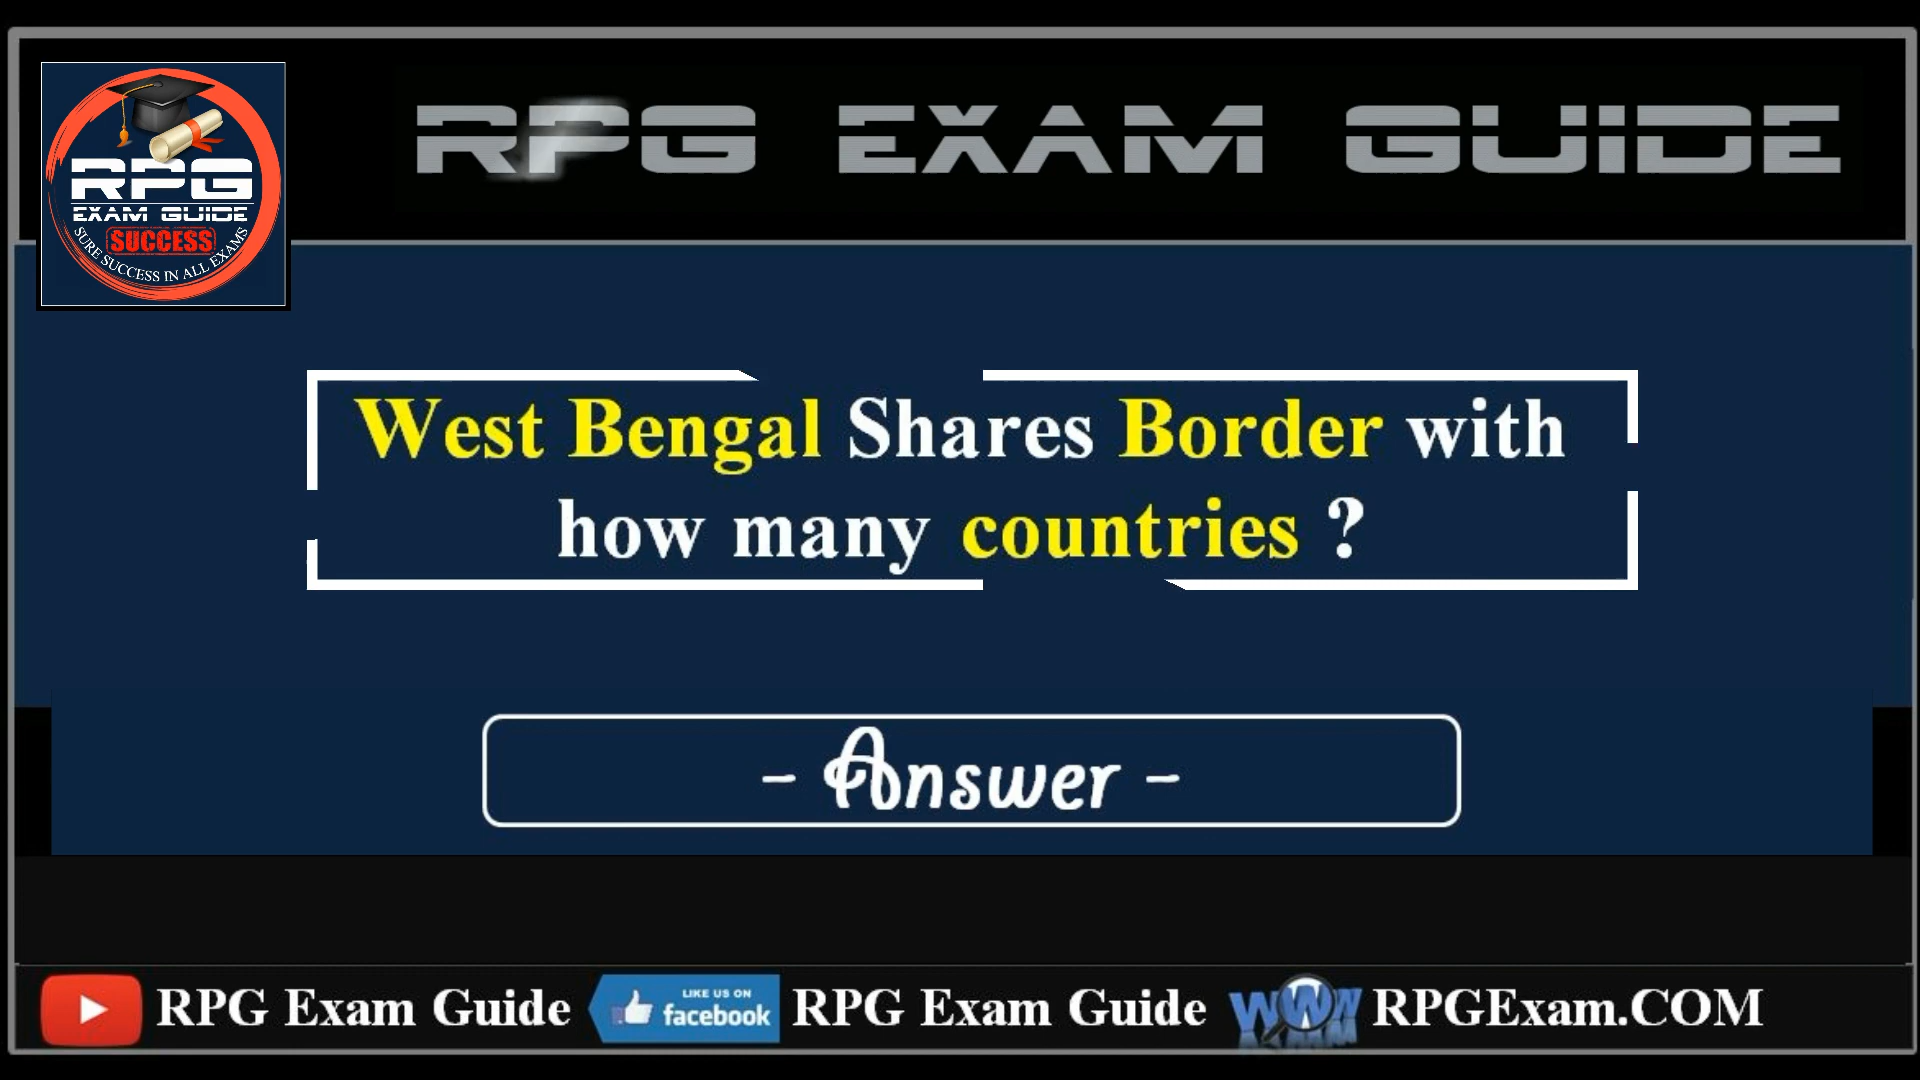 RPG EXAM GUIDE
RPG
EXAM GUIDE
SUCCESS
SURE SUCCESS IN ALL EXAMS
West Bengal Shares Border with
how many countries ?
- Answer -
RPG Exam Guide
LIKE US ON
facebook
RPG Exam Guide
WWW
RPGExam.COM